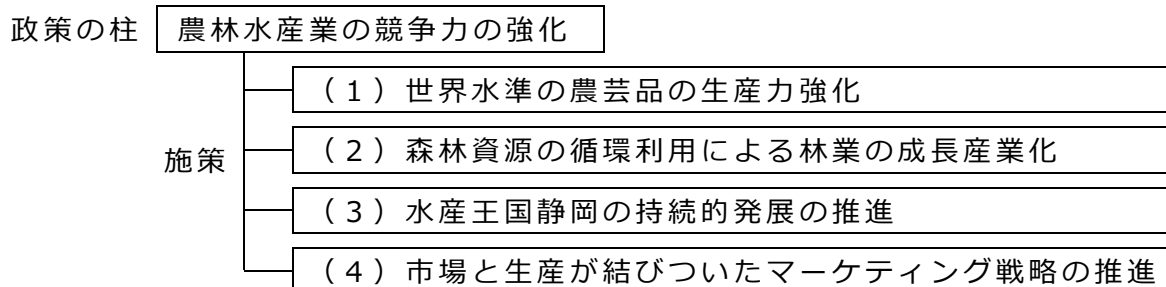 政策の柱 農林水産業の競争力の強化
（1）世界水準の農芸品の生産力強化
施策
（2）森林資源の循環利用による林業の成長産業化
（3）水産王国静岡の持続的発展の推進
（4）市場と生産が結びついたマーケティング戦略の推進